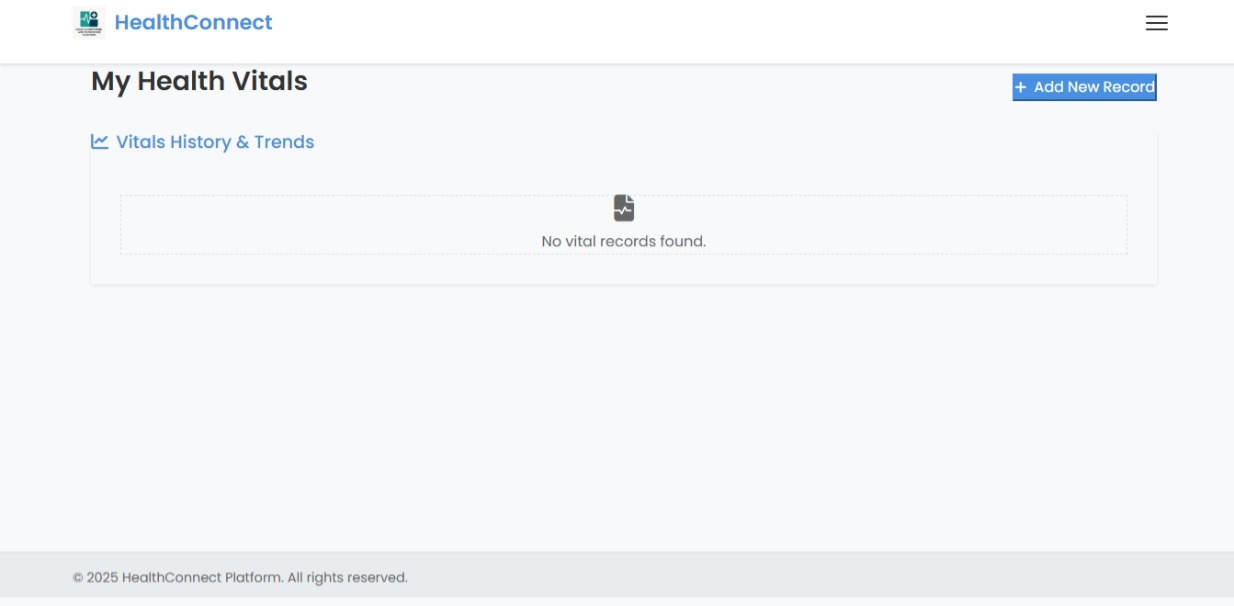 HealthConnect
My Health Vitals
+ Add New Record
Vitals History & Trends
No vital records found.
© 2025 HealthConnect Platform. All rights reserved.